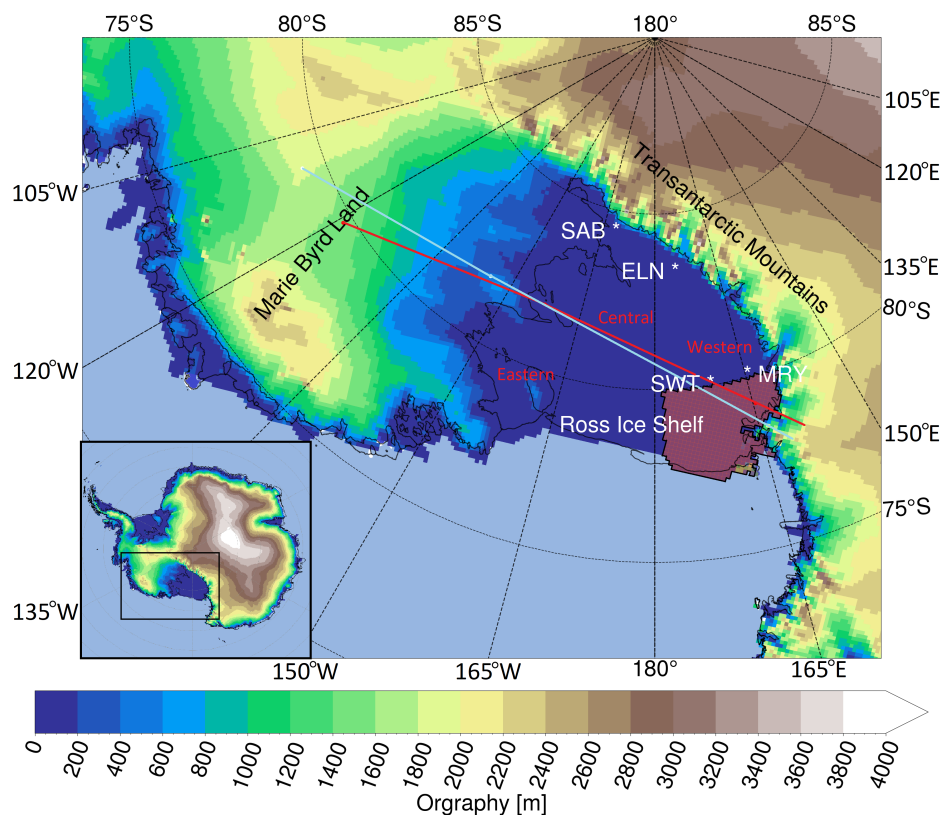 75°S 80°S 85°S 180° 85°S
105°E
120°E
Transantarctic Mountains
105°W
Marie Byrd Land
SAB *
ELN *
135°E
80°S
Central
Western
120°W
Eastern
SWT *
* MRY
Ross Ice Shelf
150°E
75°S
135°W
150°W 165°W 180° 165°E
0 200 400 600 800 1000 1200 1400 1600 1800 2000 2200 2400 2600 2800 3000 3200 3400 3600 3800 4000
Orgraphy [m]